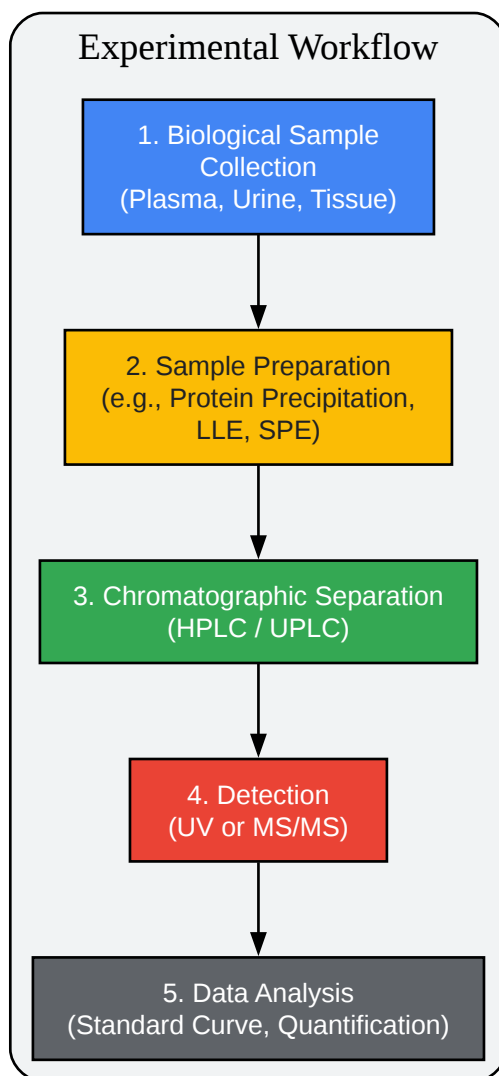 Experimental Workflow
1. Biological Sample
Collection
(Plasma, Urine, Tissue)
2. Sample Preparation
(e.g., Protein Precipitation,
LLE, SPE)
3. Chromatographic Separation
(HPLC / UPLC)
4. Detection
(UV or MS/MS)
5. Data Analysis
(Standard Curve, Quantification)